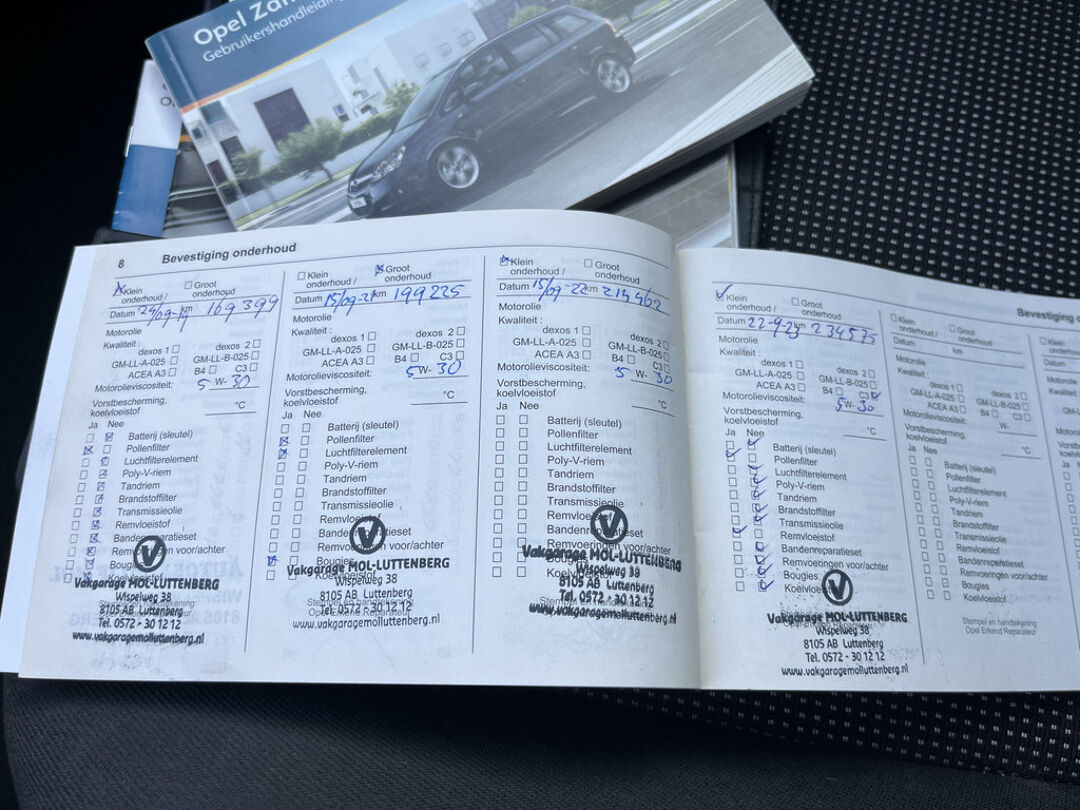 Opel Zaf
Gebruikershandleiding
8 Bevestiging onderhoud
Klein onderhoud / Groot onderhoud
Datum 24/09-19 km 169399
Motorolie
Kwaliteit :
dexos 1 dexos 2
GM-LL-A-025 GM-LL-B-025
ACEA A3 B4 C3
Motorolieviscositeit: 5 W- 30
Vorstbescherming,
koelvloeistof °C
Ja Nee
Batterij (sleutel)
Pollenfilter
Luchtfilterelement
Poly-V-riem
Tandriem
Brandstoffilter
Transmissieolie
Remvloeistof
Bandenreparatieset
Remvoeringen voor/achter
Bougies
Koelvloeistof
Vakgarage MOL-LUTTENBERG
Wispelweg 38
8105 AB Luttenberg
Tel. 0572 - 30 12 12
www.vakgaragemolluttenberg.nl
Klein onderhoud / Groot onderhoud
Datum 15/09-21 km 199225
Motorolie
Kwaliteit :
dexos 1 dexos 2
GM-LL-A-025 GM-LL-B-025
ACEA A3 B4 C3
Motorolieviscositeit: 5 W- 30
Vorstbescherming,
koelvloeistof °C
Ja Nee
Batterij (sleutel)
Pollenfilter
Luchtfilterelement
Poly-V-riem
Tandriem
Brandstoffilter
Transmissieolie
Remvloeistof
Bandenreparatieset
Remvoeringen voor/achter
Bougies
Koelvloeistof
Vakgarage MOL-LUTTENBERG
Wispelweg 38
8105 AB Luttenberg
Tel. 0572 - 30 12 12
www.vakgaragemolluttenberg.nl
Klein onderhoud / Groot onderhoud
Datum 15/09-22 km 214462
Motorolie
Kwaliteit :
dexos 1 dexos 2
GM-LL-A-025 GM-LL-B-025
ACEA A3 B4 C3
Motorolieviscositeit: 5 W- 30
Vorstbescherming,
koelvloeistof °C
Ja Nee
Batterij (sleutel)
Pollenfilter
Luchtfilterelement
Poly-V-riem
Tandriem
Brandstoffilter
Transmissieolie
Remvloeistof
Bandenreparatieset
Remvoeringen voor/achter
Bougies
Koelvloeistof
Vakgarage MOL-LUTTENBERG
Wispelweg 38
8105 AB Luttenberg
Tel. 0572 - 30 12 12
www.vakgaragemolluttenberg.nl
Klein onderhoud / Groot onderhoud
Datum 22-9-23 km 234575
Motorolie
Kwaliteit :
dexos 1 dexos 2
GM-LL-A-025 GM-LL-B-025
ACEA A3 B4 C3
Motorolieviscositeit: 5 W- 30
Vorstbescherming,
koelvloeistof °C
Ja Nee
Batterij (sleutel)
Pollenfilter
Luchtfilterelement
Poly-V-riem
Tandriem
Brandstoffilter
Transmissieolie
Remvloeistof
Bandenreparatieset
Remvoeringen voor/achter
Bougies
Koelvloeistof
Vakgarage MOL-LUTTENBERG
Wispelweg 38
8105 AB Luttenberg
Tel. 0572 - 30 12 12
www.vakgaragemolluttenberg.nl
Bevestiging
Klein onderhoud / Groot onderhoud
Datum km
Motorolie
Kwaliteit :
dexos 1 dexos 2
GM-LL-A-025 GM-LL-B-025
ACEA A3 B4 C3
Motorolieviscositeit: W-
Vorstbescherming,
koelvloeistof °C
Ja Nee
Batterij (sleutel)
Pollenfilter
Luchtfilterelement
Poly-V-riem
Tandriem
Brandstoffilter
Transmissieolie
Remvloeistof
Bandenreparatieset
Remvoeringen voor/achter
Bougies
Koelvloeistof
Stempel en handtekening
Opel Erkend Reparateur